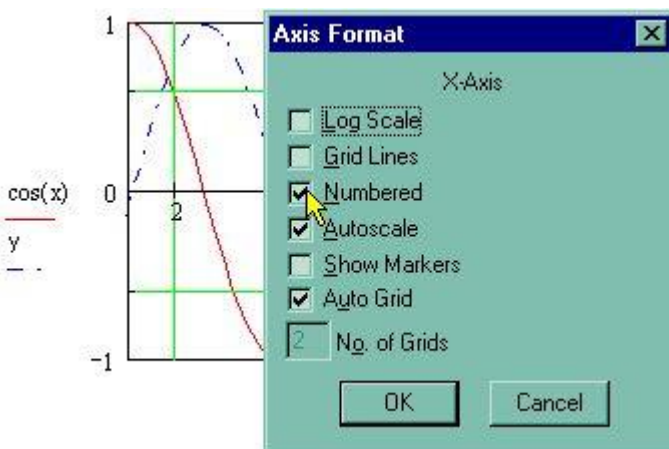 1
cos(x)
0
2
y
-1
Axis Format
X-Axis
Log Scale
Grid Lines
Numbered
Autoscale
Show Markers
Auto Grid
2 No. of Grids
OK Cancel